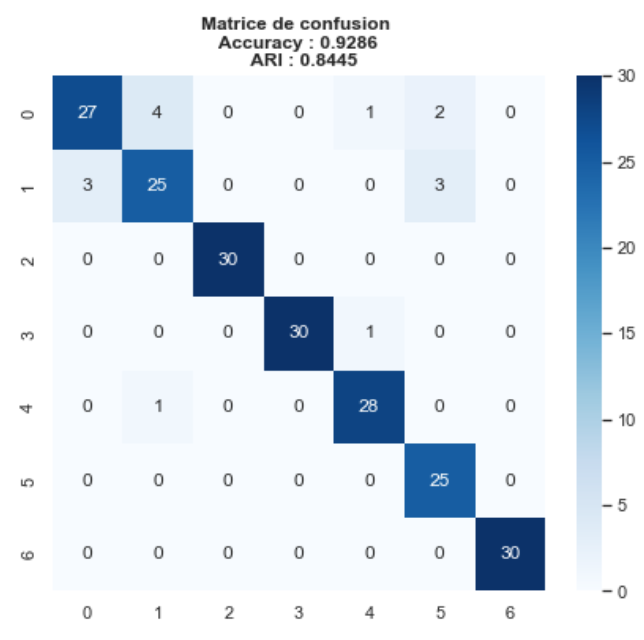 Matrice de confusion
Accuracy : 0.9286
ARI : 0.8445
30
0 27 4 0 0 1 2 0
25
1 3 25 0 0 0 3 0
20
2 0 0 30 0 0 0 0
3 0 0 0 30 1 0 0
15
4 0 1 0 0 28 0 0
10
5 0 0 0 0 0 25 0
5
6 0 0 0 0 0 0 30
0
0 1 2 3 4 5 6